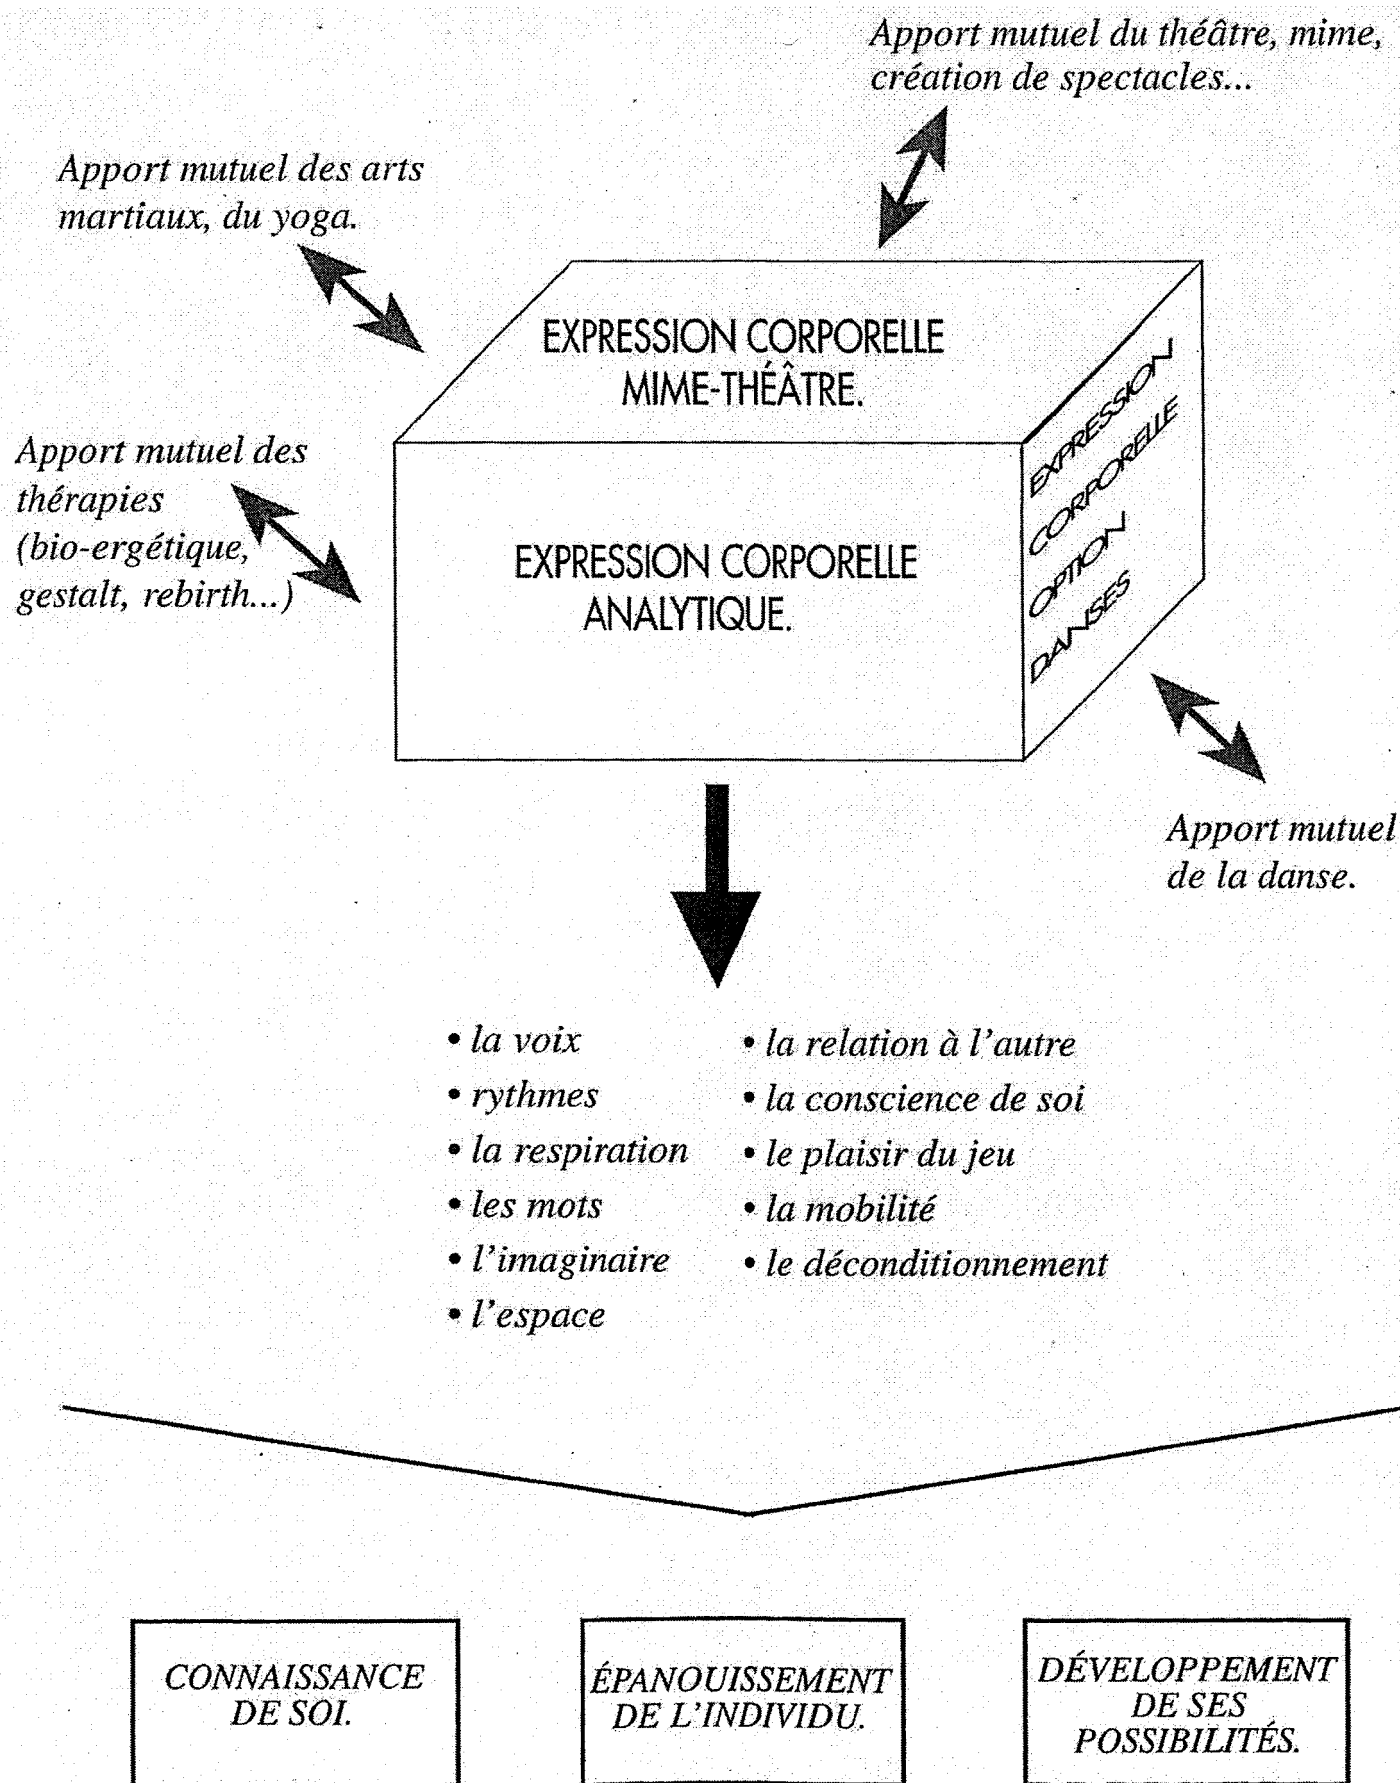 Apport mutuel du théâtre, mime,
création de spectacles...
Apport mutuel des arts
martiaux, du yoga.
EXPRESSION CORPORELLE
MIME-THÉÂTRE.
Apport mutuel des
thérapies
(bio-ergétique,
gestalt, rebirth...)
EXPRESSION CORPORELLE
ANALYTIQUE.
EXPRESSION
CORPORELLE
OPTION
DANSES
Apport mutuel
de la danse.
• la voix
• rythmes
• la respiration
• les mots
• l'imaginaire
• l'espace
• la relation à l'autre
• la conscience de soi
• le plaisir du jeu
• la mobilité
• le déconditionnement
CONNAISSANCE
DE SOI.
ÉPANOUISSEMENT
DE L'INDIVIDU.
DÉVELOPPEMENT
DE SES
POSSIBILITÉS.